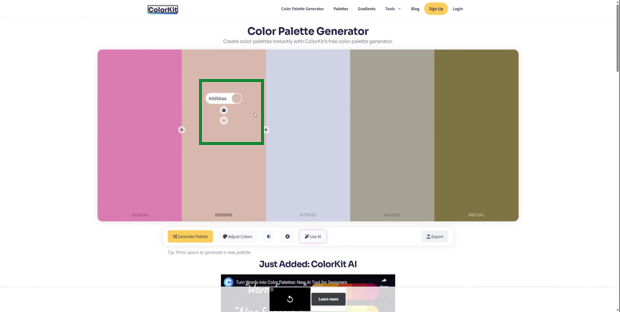 ColorKit
Color Palette Generator
Palettes
Gradients
Tools
Blog
Sign Up
Login
Color Palette Generator
Create color palettes instantly with ColorKit's free color palette generator.
Generate Palette
Adjust Colors
Use AI
Export
Tip: Press space to generate a new palette.
Just Added: ColorKit AI
Turn Words into Color Palettes: New AI Tool for Designers
Learn more